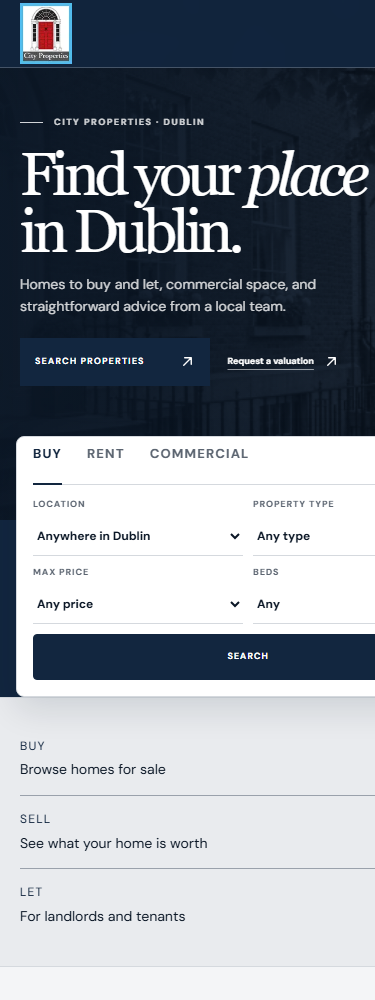 City Properties
CITY PROPERTIES · DUBLIN
Find your place
in Dublin.
Homes to buy and let, commercial space, and
straightforward advice from a local team.
SEARCH PROPERTIES
Request a valuation
BUY RENT COMMERCIAL
LOCATION PROPERTY TYPE
Anywhere in Dublin Any type
MAX PRICE BEDS
Any price Any
SEARCH
BUY
Browse homes for sale
SELL
See what your home is worth
LET
For landlords and tenants